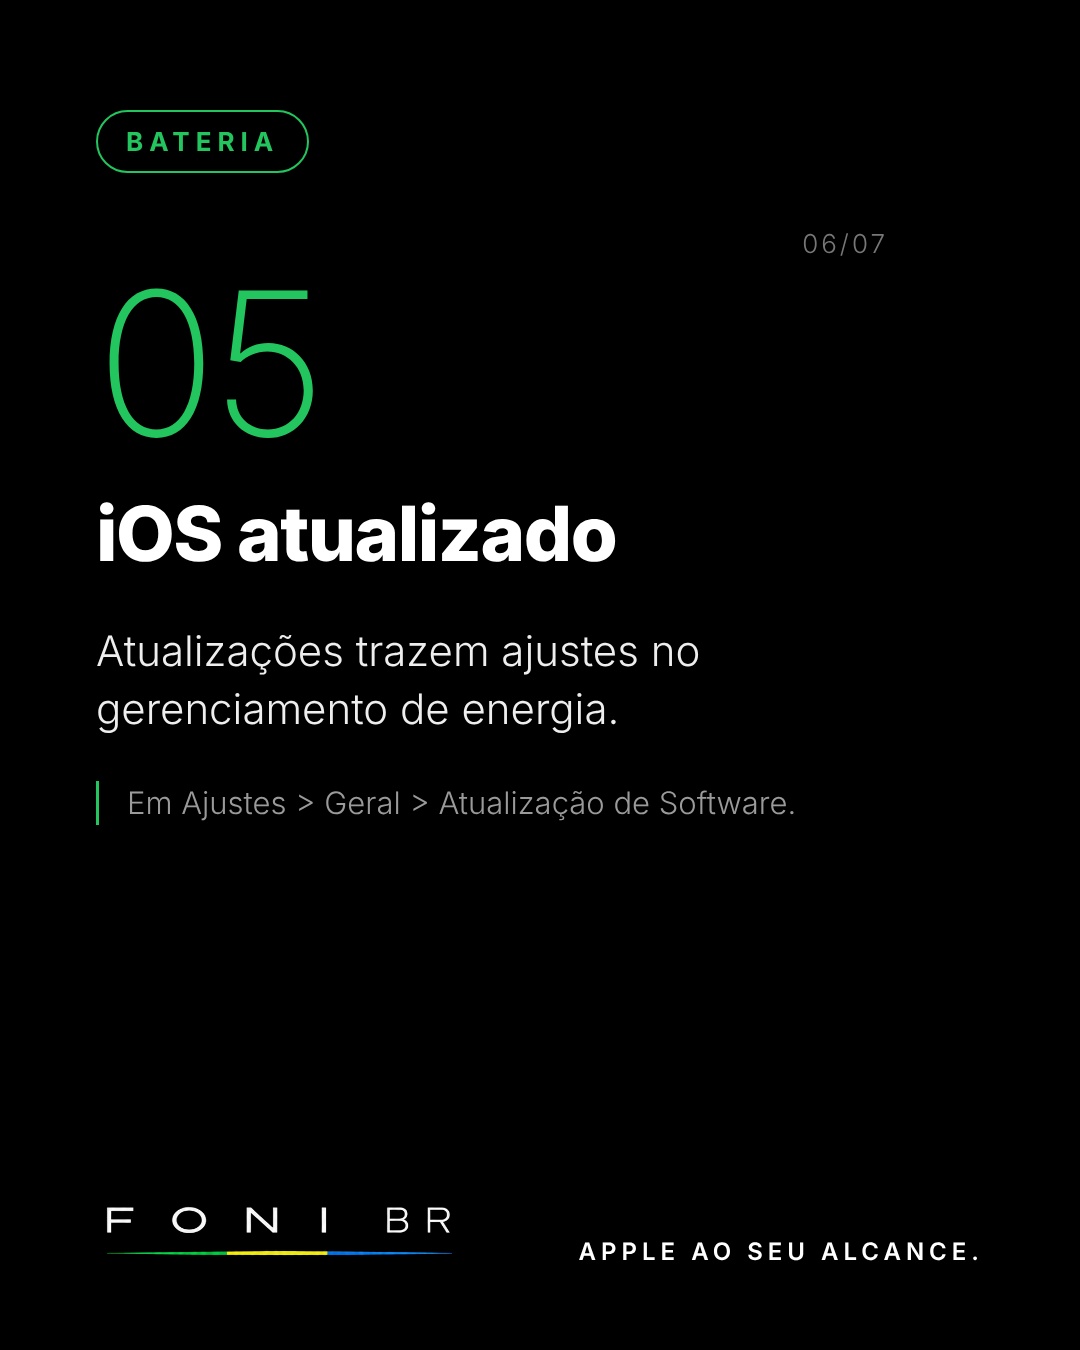 BATERIA
06/07
05
iOS atualizado
Atualizações trazem ajustes no
gerenciamento de energia.
Em Ajustes > Geral > Atualização de Software.
FONI BR
APPLE AO SEU ALCANCE.